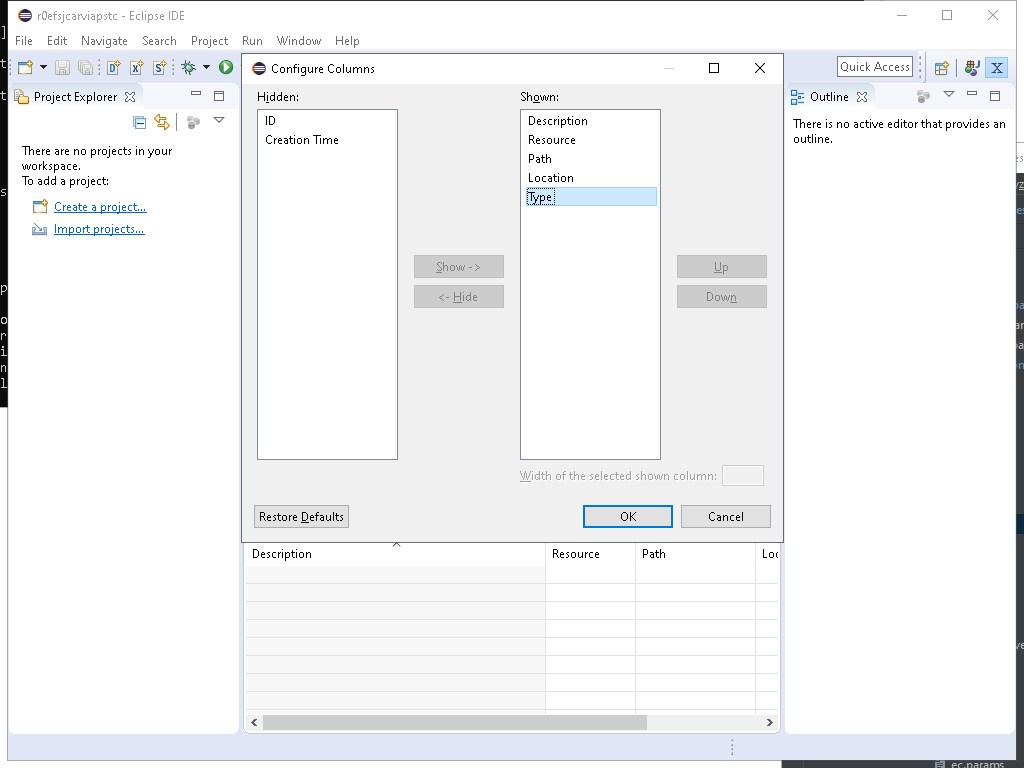 r0efsjcarviapstc - Eclipse IDE
File Edit Navigate Search Project Run Window Help
Quick Access
Project Explorer
There are no projects in your
workspace.
To add a project:
Create a project...
Import projects...
Configure Columns
Hidden:
ID
Creation Time
Show ->
<- Hide
Shown:
Description
Resource
Path
Location
Type
Up
Down
Width of the selected shown column:
Restore Defaults
OK
Cancel
Description Resource Path
Outline
There is no active editor that provides an
outline.
ec.params